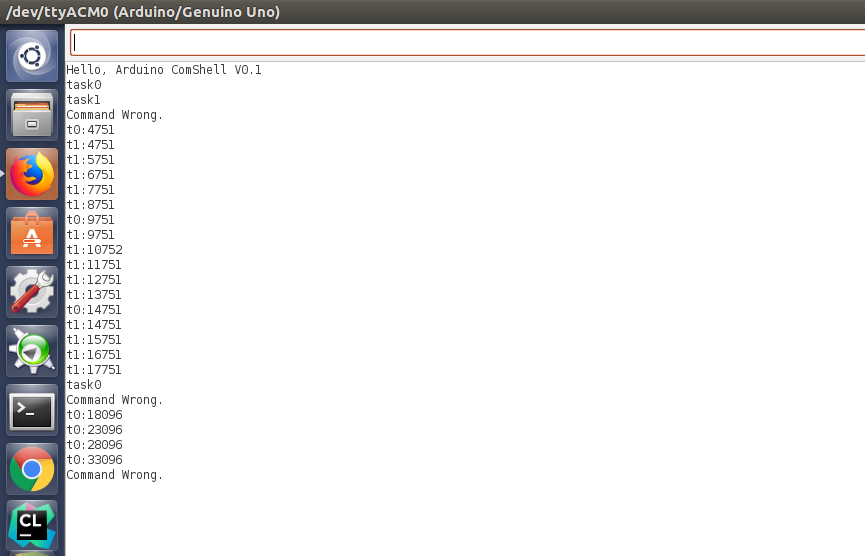 /dev/ttyACM0 (Arduino/Genuino Uno)
Hello, Arduino ComShell V0.1
task0
task1
Command Wrong.
t0:4751
t1:4751
t1:5751
t1:6751
t1:7751
t1:8751
t0:9751
t1:9751
t1:10752
t1:11751
t1:12751
t1:13751
t0:14751
t1:14751
t1:15751
t1:16751
t1:17751
task0
Command Wrong.
t0:18096
t0:23096
t0:28096
t0:33096
Command Wrong.
>_
CL